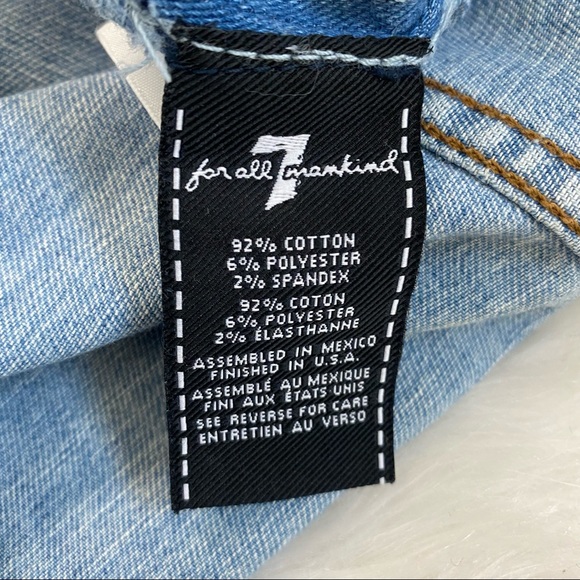 for all 7 mankind
92% COTTON
6% POLYESTER
2% SPANDEX
92% COTON
6% POLYESTER
2% ÉLASTHANNE
ASSEMBLED IN MEXICO
FINISHED IN U.S.A.
ASSEMBLÉ AU MEXIQUE
FINI AUX ÉTATS UNIS
SEE REVERSE FOR CARE
ENTRETIEN AU VERSO